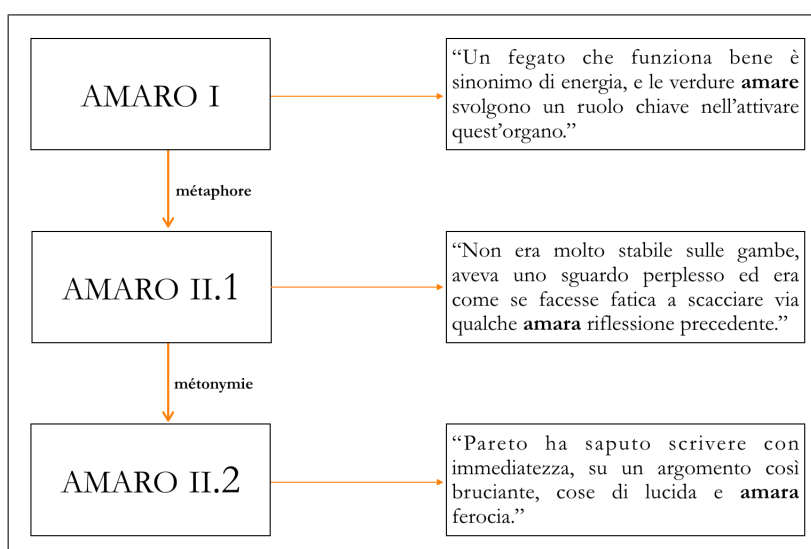 AMARO I
“Un fegato che funziona bene è
sinonimo di energia, e le verdure amare
svolgono un ruolo chiave nell’attivare
quest’organo.”
métaphore
AMARO II.1
“Non era molto stabile sulle gambe,
aveva uno sguardo perplesso ed era
come se facesse fatica a scacciare via
qualche amara riflessione precedente.”
métonymie
AMARO II.2
“Pareto ha saputo scrivere con
immediatezza, su un argomento così
bruciante, cose di lucida e amara
ferocia.”